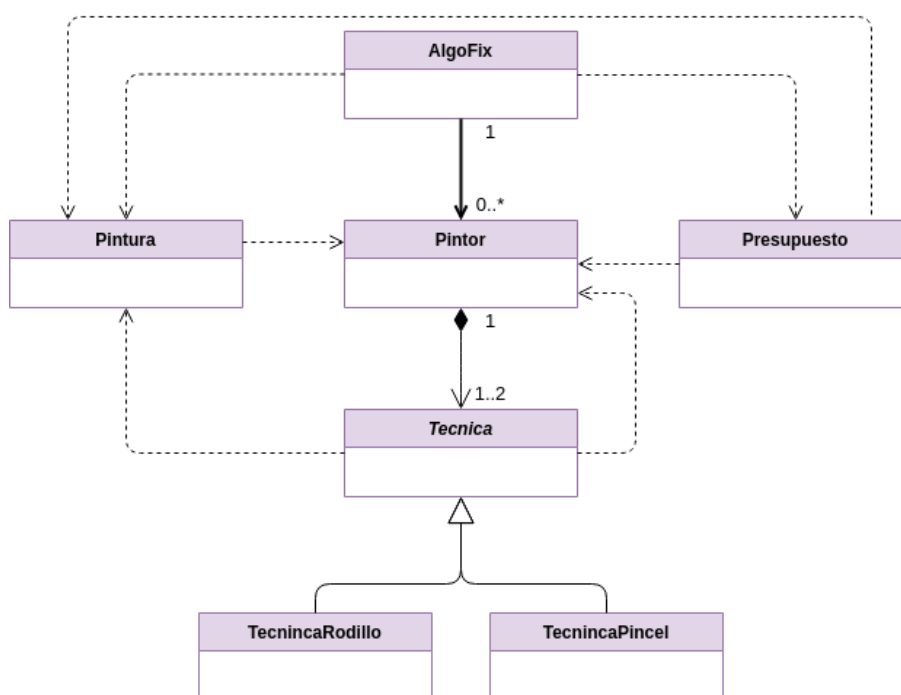 AlgoFix
1
0..*
Pintura
Pintor
Presupuesto
1
1..2
Tecnica
TecnincaRodillo
TecnincaPincel